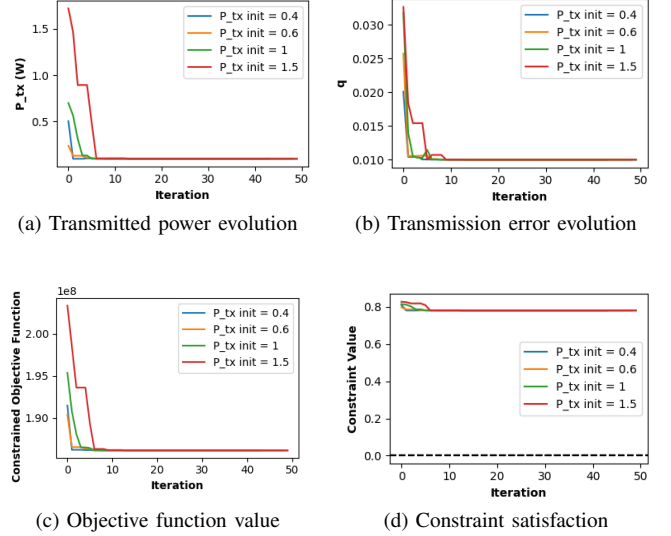 1.5
1.0
0.5
P_tx (W)
P_tx init = 0.4
P_tx init = 0.6
P_tx init = 1
P_tx init = 1.5
0 10 20 30 40 50
Iteration
(a) Transmitted power evolution
0.030
0.025
0.020
0.015
0.010
q
P_tx init = 0.4
P_tx init = 0.6
P_tx init = 1
P_tx init = 1.5
0 10 20 30 40 50
Iteration
(b) Transmission error evolution
1e8
2.00
1.95
1.90
Constrained Objective Function
P_tx init = 0.4
P_tx init = 0.6
P_tx init = 1
P_tx init = 1.5
0 10 20 30 40 50
Iteration
(c) Objective function value
0.8
0.6
0.4
0.2
0.0
Constraint Value
P_tx init = 0.4
P_tx init = 0.6
P_tx init = 1
P_tx init = 1.5
0 10 20 30 40 50
Iteration
(d) Constraint satisfaction